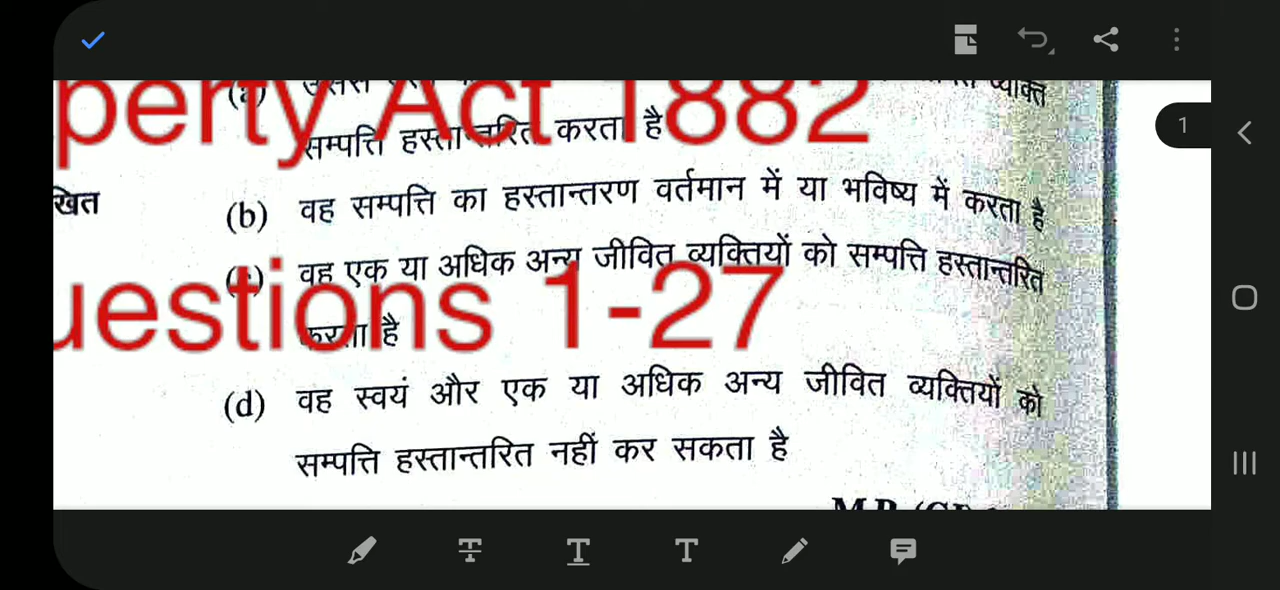 1
perty Act 1882
(a)
सम्पत्ति हस्तान्तरित करता है
खित
(b) वह सम्पत्ति का हस्तान्तरण वर्तमान में या भविष्य में करता है
(c) वह एक या अधिक अन्य जीवित व्यक्तियों को सम्पत्ति हस्तान्तरित
uestions 1-27
करता है
(d) वह स्वयं और एक या अधिक अन्य जीवित व्यक्तियों को
सम्पत्ति हस्तान्तरित नहीं कर सकता है